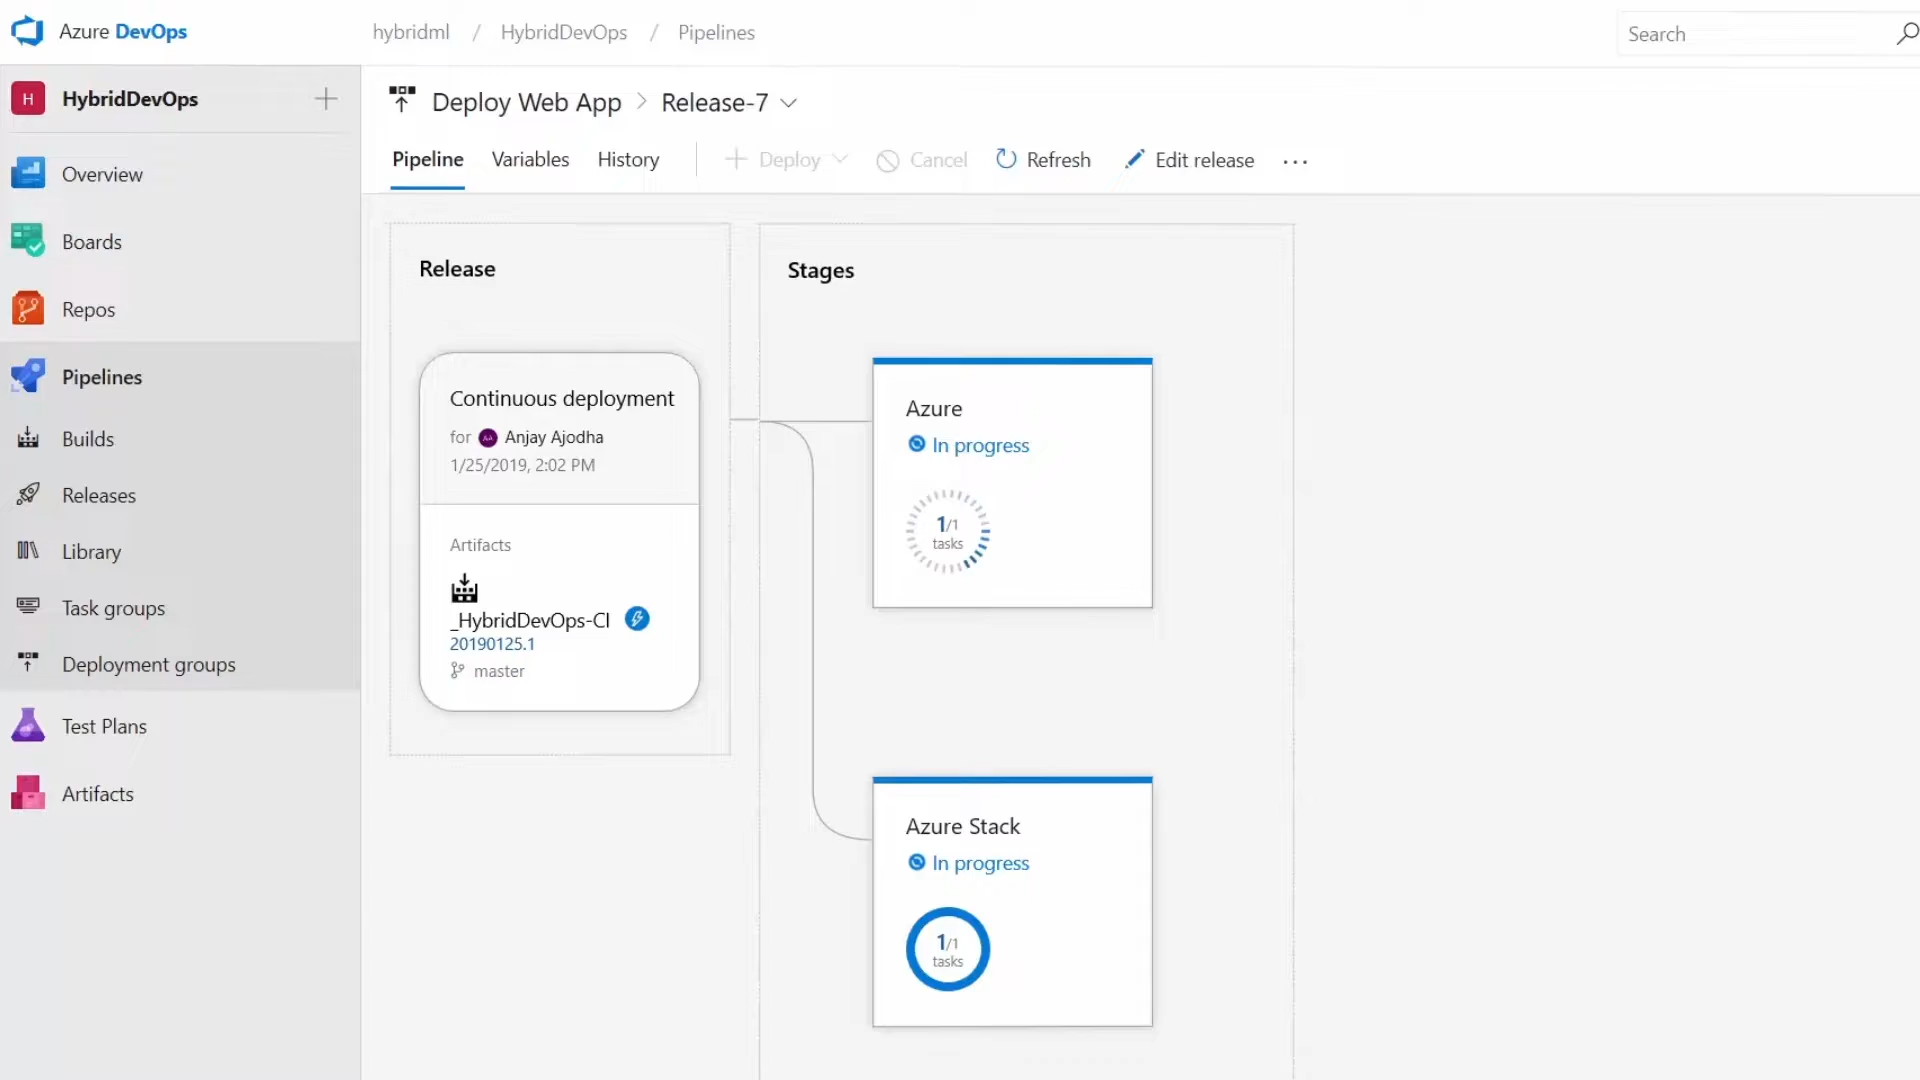 Azure DevOps
hybridml / HybridDevOps / Pipelines
Search
H HybridDevOps
Overview
Boards
Repos
Pipelines
Builds
Releases
Library
Task groups
Deployment groups
Test Plans
Artifacts
Deploy Web App > Release-7
Pipeline Variables History Deploy Cancel Refresh Edit release ...
Release
Continuous deployment
for AA Anjay Ajodha
1/25/2019, 2:02 PM
Artifacts
_HybridDevOps-CI
20190125.1
master
Stages
Azure
In progress
1/1
tasks
Azure Stack
In progress
1/1
tasks